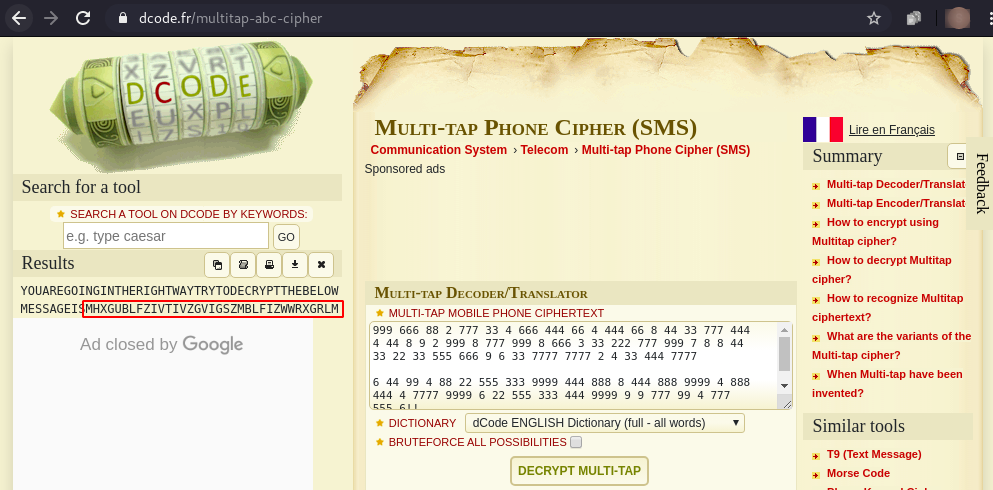 dcode.fr/multitap-abc-cipher
X Z V R T
D C O D E
E U X P L
Search for a tool
SEARCH A TOOL ON DCODE BY KEYWORDS:
e.g. type caesar
GO
Results
YOUAREGOINGINTHERIGHTWAYTRYTODECRYPTTHEBELOW
MESSAGEISMHXGUBLFZIVTIVZGVIGSZMBLFIZWWRXGRLM
Ad closed by Google
MULTI-TAP PHONE CIPHER (SMS)
Communication System › Telecom › Multi-tap Phone Cipher (SMS)
Sponsored ads
MULTI-TAP DECODER/TRANSLATOR
MULTI-TAP MOBILE PHONE CIPHERTEXT
999 666 88 2 777 33 4 666 444 66 4 444 66 8 44 33 777 444
4 44 8 9 2 999 8 777 999 8 666 3 33 222 777 999 7 8 8 44
33 22 33 555 666 9 6 33 7777 7777 2 4 33 444 7777
6 44 99 4 88 22 555 333 9999 444 888 8 444 888 9999 4 888
444 4 7777 9999 6 22 555 333 444 9999 9 9 777 99 4 777
555 6!!
DICTIONARY
dCode ENGLISH Dictionary (full - all words)
BRUTEFORCE ALL POSSIBILITIES
DECRYPT MULTI-TAP
Lire en Français
Summary
Multi-tap Decoder/Translat
Multi-tap Encoder/Translat
How to encrypt using
Multitap cipher?
How to decrypt Multitap
cipher?
How to recognize Multitap
ciphertext?
What are the variants of the
Multi-tap cipher?
When Multi-tap have been
invented?
Similar tools
T9 (Text Message)
Morse Code
Feedback